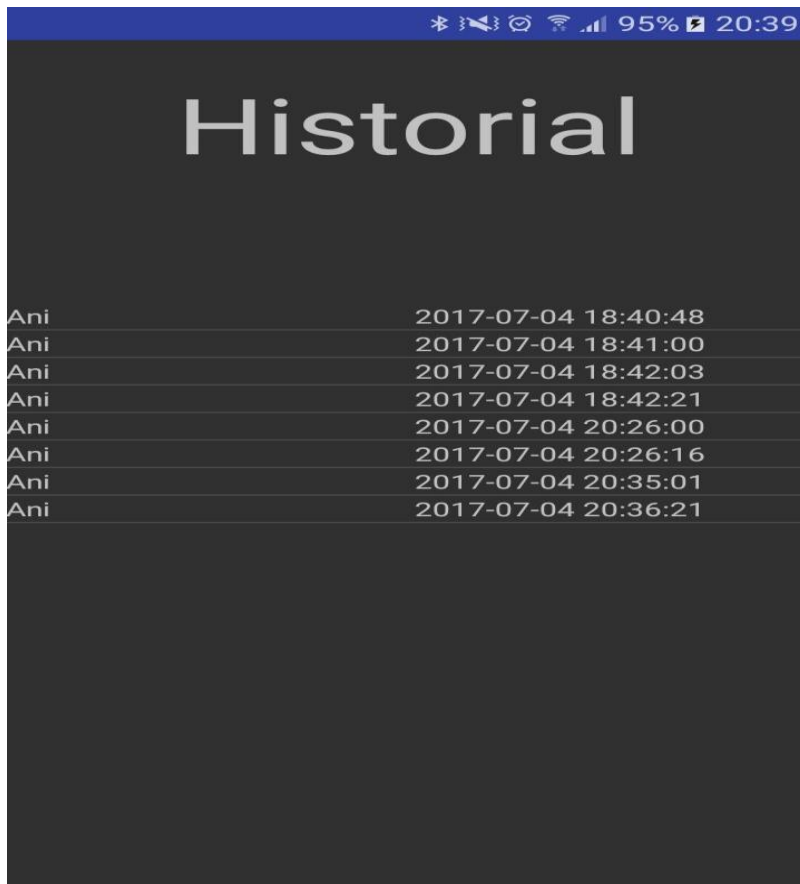 95% 20:39
Historial
Ani 2017-07-04 18:40:48
Ani 2017-07-04 18:41:00
Ani 2017-07-04 18:42:03
Ani 2017-07-04 18:42:21
Ani 2017-07-04 20:26:00
Ani 2017-07-04 20:26:16
Ani 2017-07-04 20:35:01
Ani 2017-07-04 20:36:21